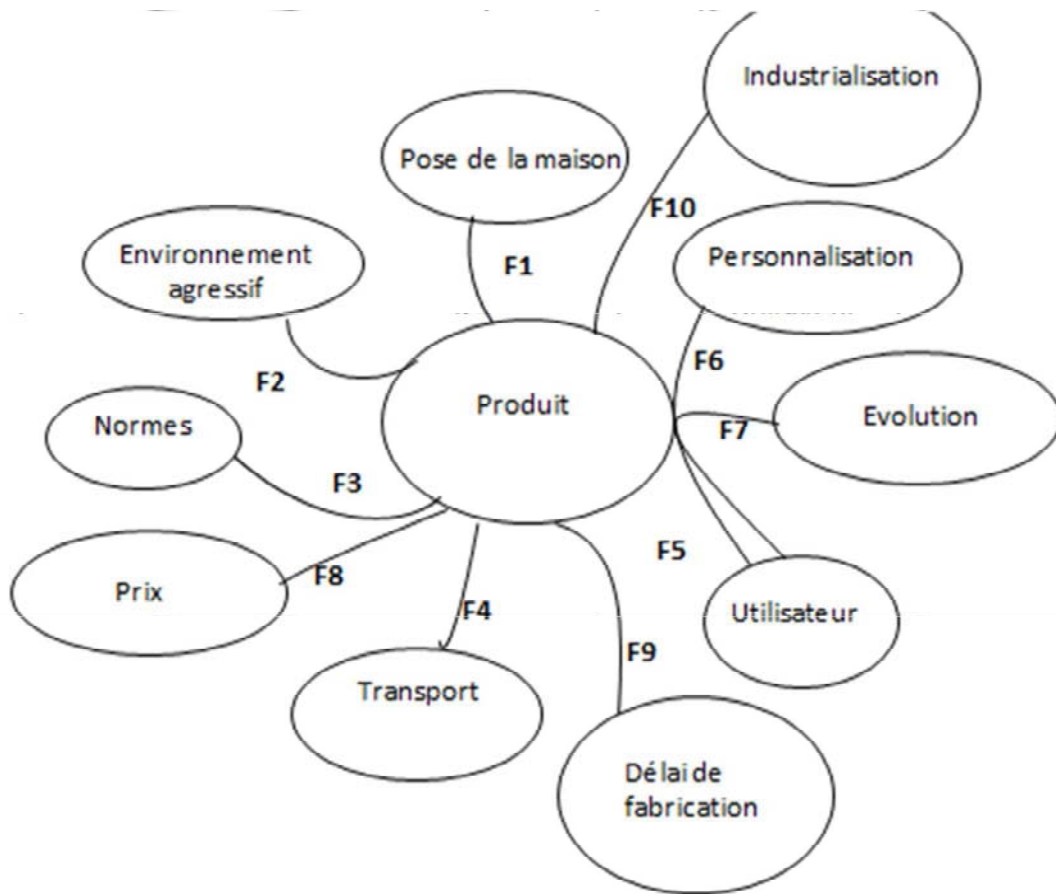 Industrialisation
Pose de la maison
F10
Environnement
agressif
F1
Personnalisation
F2
F6
Produit
Normes
F7
Evolution
F3
F8
Prix
F5
F4
Utilisateur
F9
Transport
Délai de
fabrication